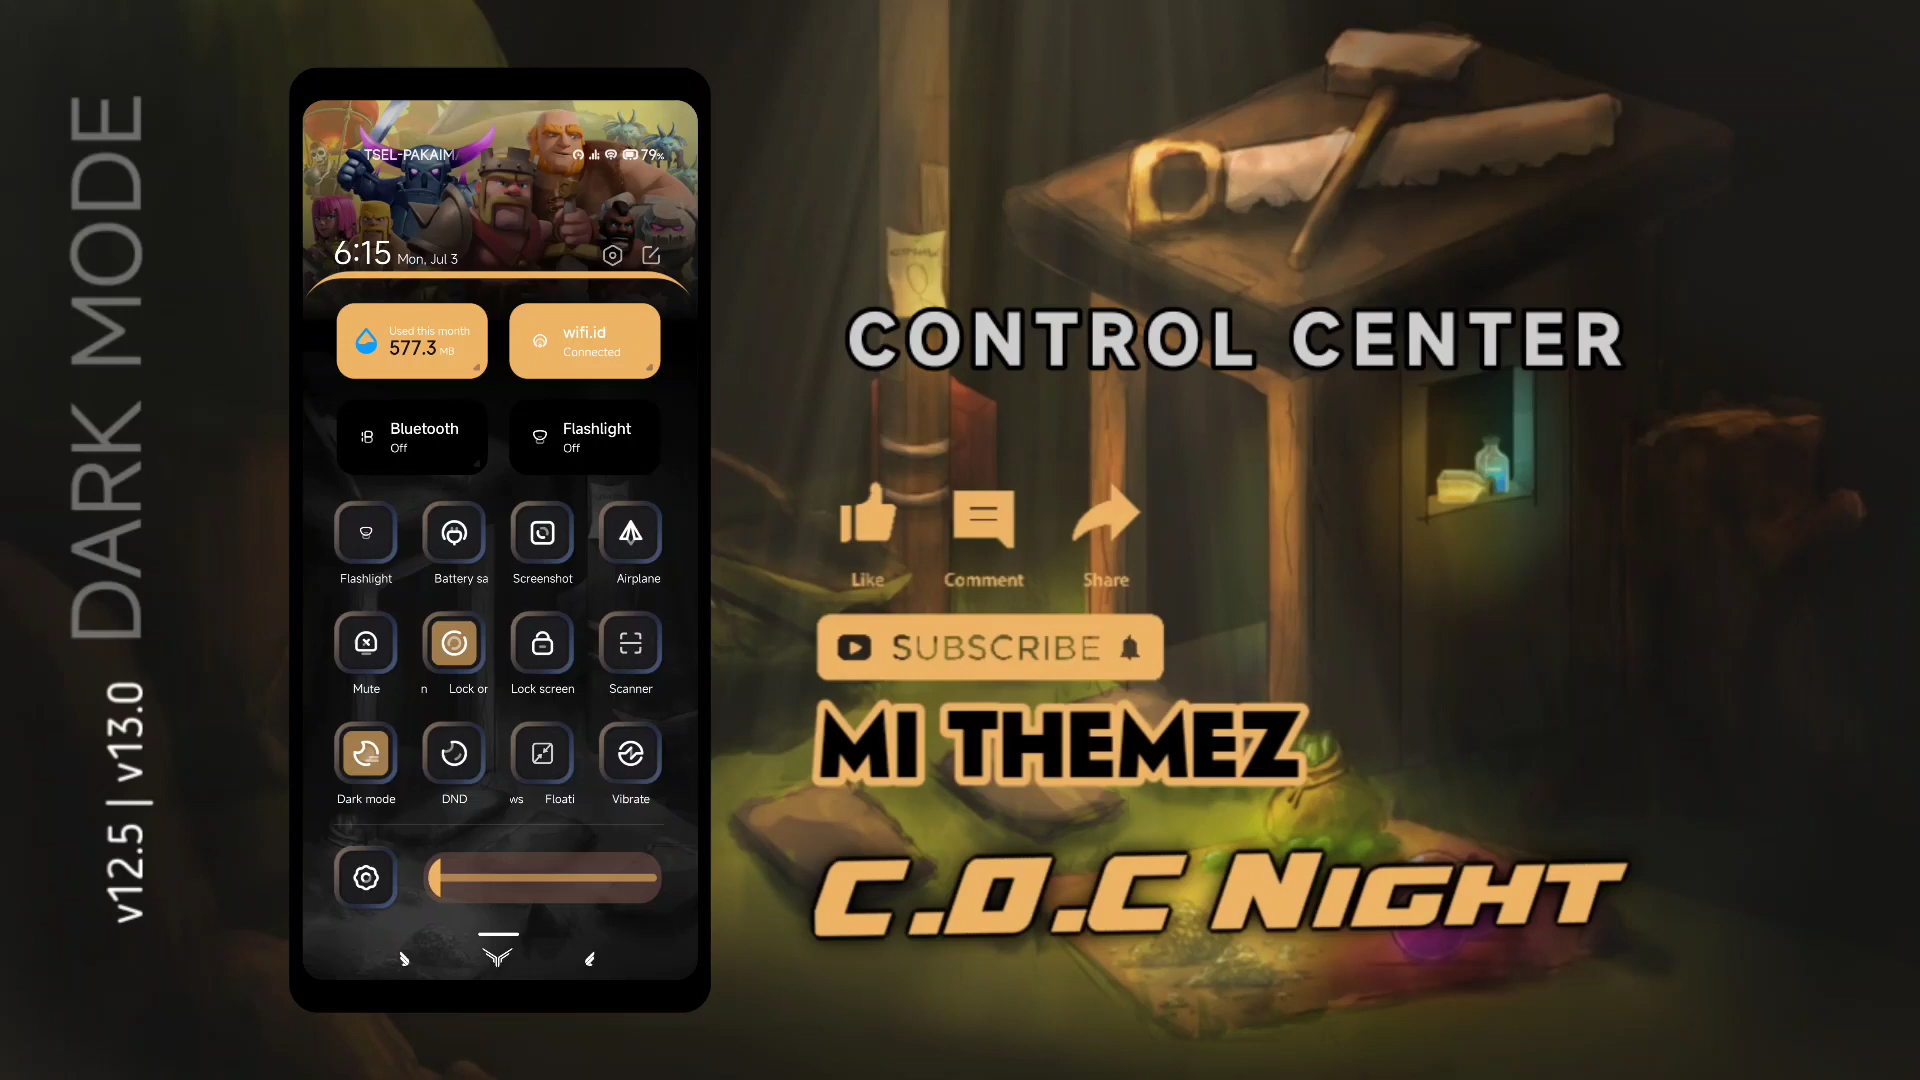 DARK MODE
v12.5 | v13.0
TSEL-PAKAIM
79%
6:15 Mon, Jul 3
Used this month
577.3 MB
wifi.id
Connected
Bluetooth
Off
Flashlight
Off
Flashlight
Battery sa
Screenshot
Airplane
Mute
n Lock or
Lock screen
Scanner
Dark mode
DND
ws Floati
Vibrate
CONTROL CENTER
Like
Comment
Share
SUBSCRIBE
MI THEMEZ
C.O.C NIGHT